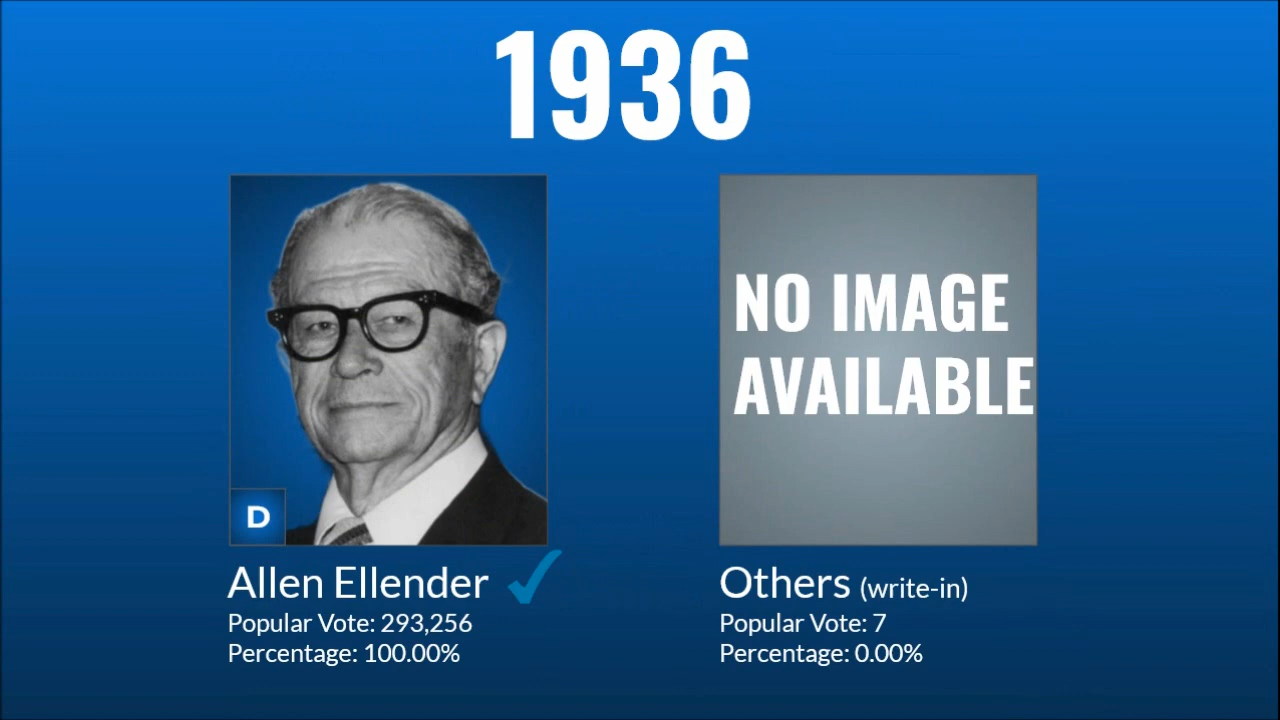 1936
NO IMAGE
AVAILABLE
D
Allen Ellender
Popular Vote: 293,256
Percentage: 100.00%
Others (write-in)
Popular Vote: 7
Percentage: 0.00%